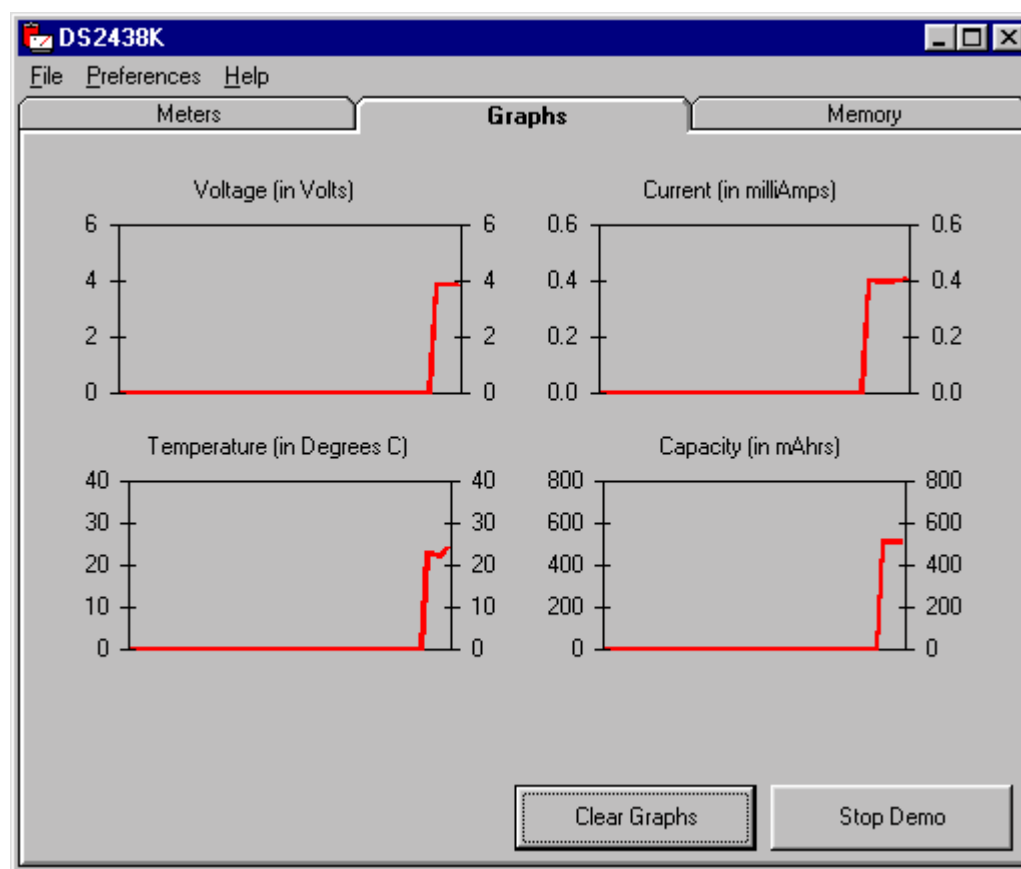 DS2438K
File Preferences Help
Meters Graphs Memory
Voltage (in Volts) Current (in milliAmps)
6 6 0.6 0.6
4 4 0.4 0.4
2 2 0.2 0.2
0 0 0.0 0.0
Temperature (in Degrees C) Capacity (in mAhrs)
40 40 800 800
30 30 600 600
20 20 400 400
10 10 200 200
0 0 0 0
Clear Graphs Stop Demo